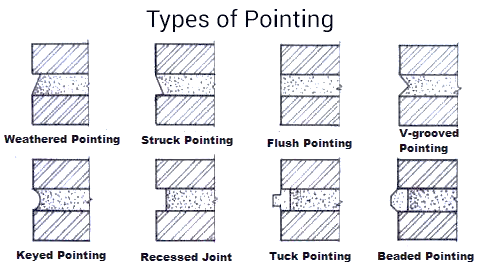 Types of Pointing
Weathered Pointing
Struck Pointing
Flush Pointing
V-grooved
Pointing
Keyed Pointing
Recessed Joint
Tuck Pointing
Beaded Pointing